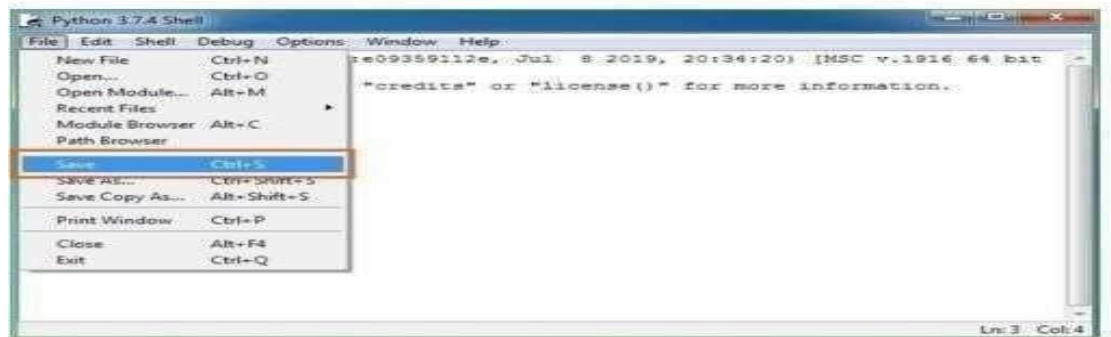 Python 3.7.4 Shell
File Edit Shell Debug Options Window Help
New File Ctrl+N
:e09359112e, Jul 8 2019, 20:34:20) [MSC v.1916 64 bit
Open... Ctrl+O
Open Module... Alt+M
"credits" or "license()" for more information.
Recent Files
Module Browser Alt+C
Path Browser
Save Ctrl+S
Save As... Ctrl+Shift+S
Save Copy As... Alt+Shift+S
Print Window Ctrl+P
Close Alt+F4
Exit Ctrl+Q
Ln: 3 Col: 4